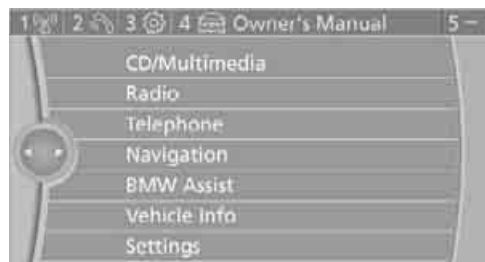 1 2 3 4 Owner's Manual 5
CD/Multimedia
Radio
Telephone
Navigation
BMW Assist
Vehicle Info
Settings